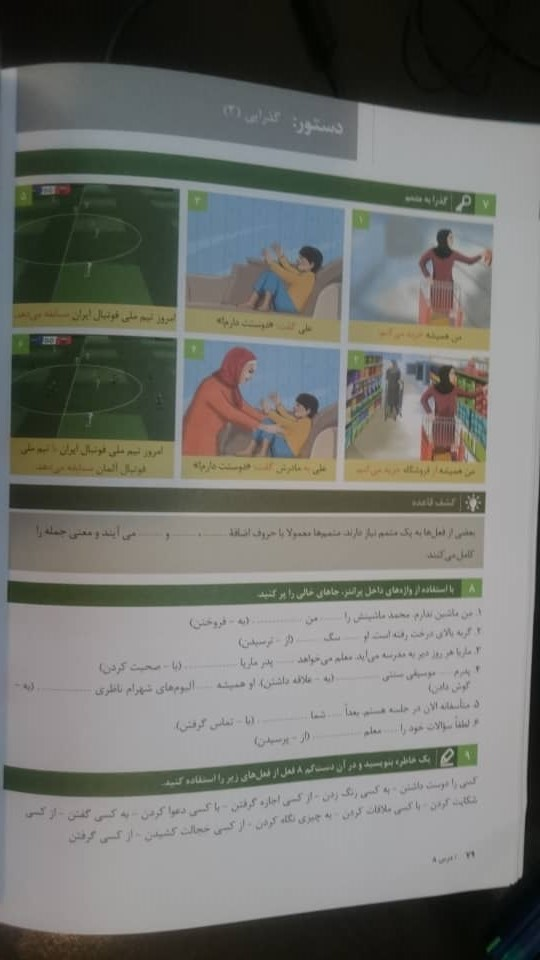 دستور: گذرایی (۳)
۷ گذرا به متمم
۱
من همیشه خرید می‌کنم.
۲
من همیشه از فروشگاه خرید می‌کنم.
۳
علی گفت: «دوستت دارم!»
۴
علی به مادرش گفت: «دوستت دارم!»
۵
امروز تیم ملی فوتبال ایران مسابقه می‌دهد.
۶
امروز تیم ملی فوتبال ایران با تیم ملی
فوتبال آلمان مسابقه می‌دهد.
کشف قاعده
بعضی از فعل‌ها به یک متمم نیاز دارند. متمم‌ها معمولا با حروف اضافهٔ ........ ، ........ و ........ می آیند و معنی جمله را
کامل می‌کنند.
۸ با استفاده از واژه‌های داخل پرانتز، جاهای خالی را پر کنید.
۱. من ماشین ندارم. محمد ماشینش را ...... من ............ (به - فروختن)
۲. گربه بالای درخت رفته است. او ...... سگ ...... (از - ترسیدن)
۳. ماریا هر روز دیر به مدرسه می‌آید. معلم می‌خواهد ...... پدر ماریا ............ (با - صحبت کردن)
۴. پدرم ...... موسیقی سنتی ............ (به - علاقه داشتن). او همیشه ...... آلبوم‌های شهرام ناظری ............ (به -
گوش دادن)
۵. متأسفانه الان در جلسه هستم. بعداً ...... شما ............ (با - تماس گرفتن).
۶. لطفاً سؤالات خود را ...... معلم ............ (از - پرسیدن)
۹ یک خاطره بنویسید و در آن دست‌کم ۸ فعل از فعل‌های زیر را استفاده کنید.
کسی را دوست داشتن - به کسی زنگ زدن - از کسی اجازه گرفتن - با کسی دعوا کردن - به کسی گفتن - از کسی
شکایت کردن - با کسی ملاقات کردن - به چیزی نگاه کردن - از کسی خجالت کشیدن - از کسی گرفتن
۷۹ / درس ۸